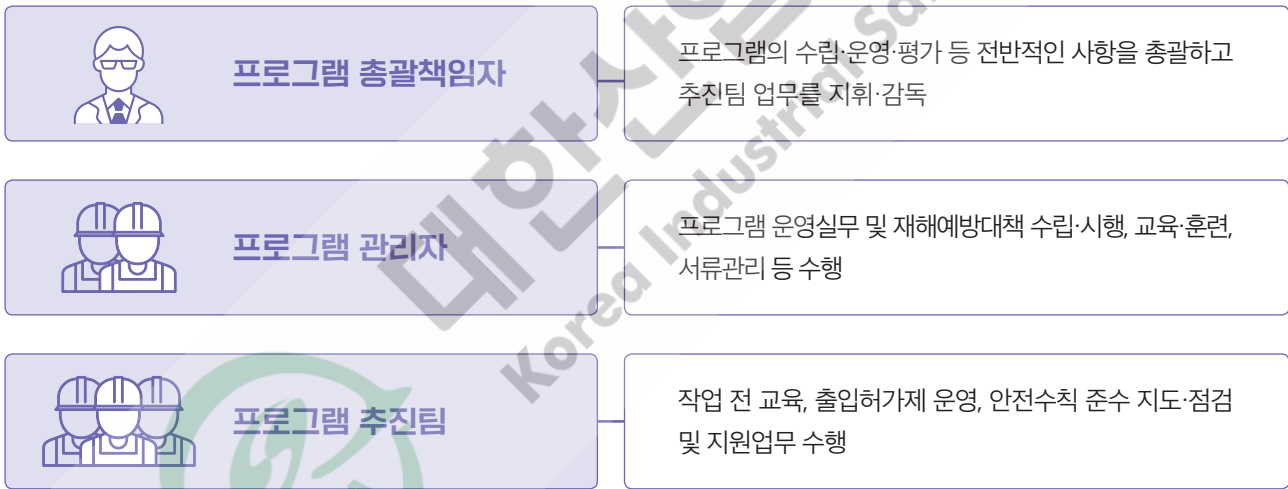 프로그램 총괄책임자
프로그램의 수립·운영·평가 등 전반적인 사항을 총괄하고
추진팀 업무를 지휘·감독
프로그램 관리자
프로그램 운영실무 및 재해예방대책 수립·시행, 교육·훈련,
서류관리 등 수행
프로그램 추진팀
작업 전 교육, 출입허가제 운영, 안전수칙 준수 지도·점검
및 지원업무 수행
대한산
Korea Industrial